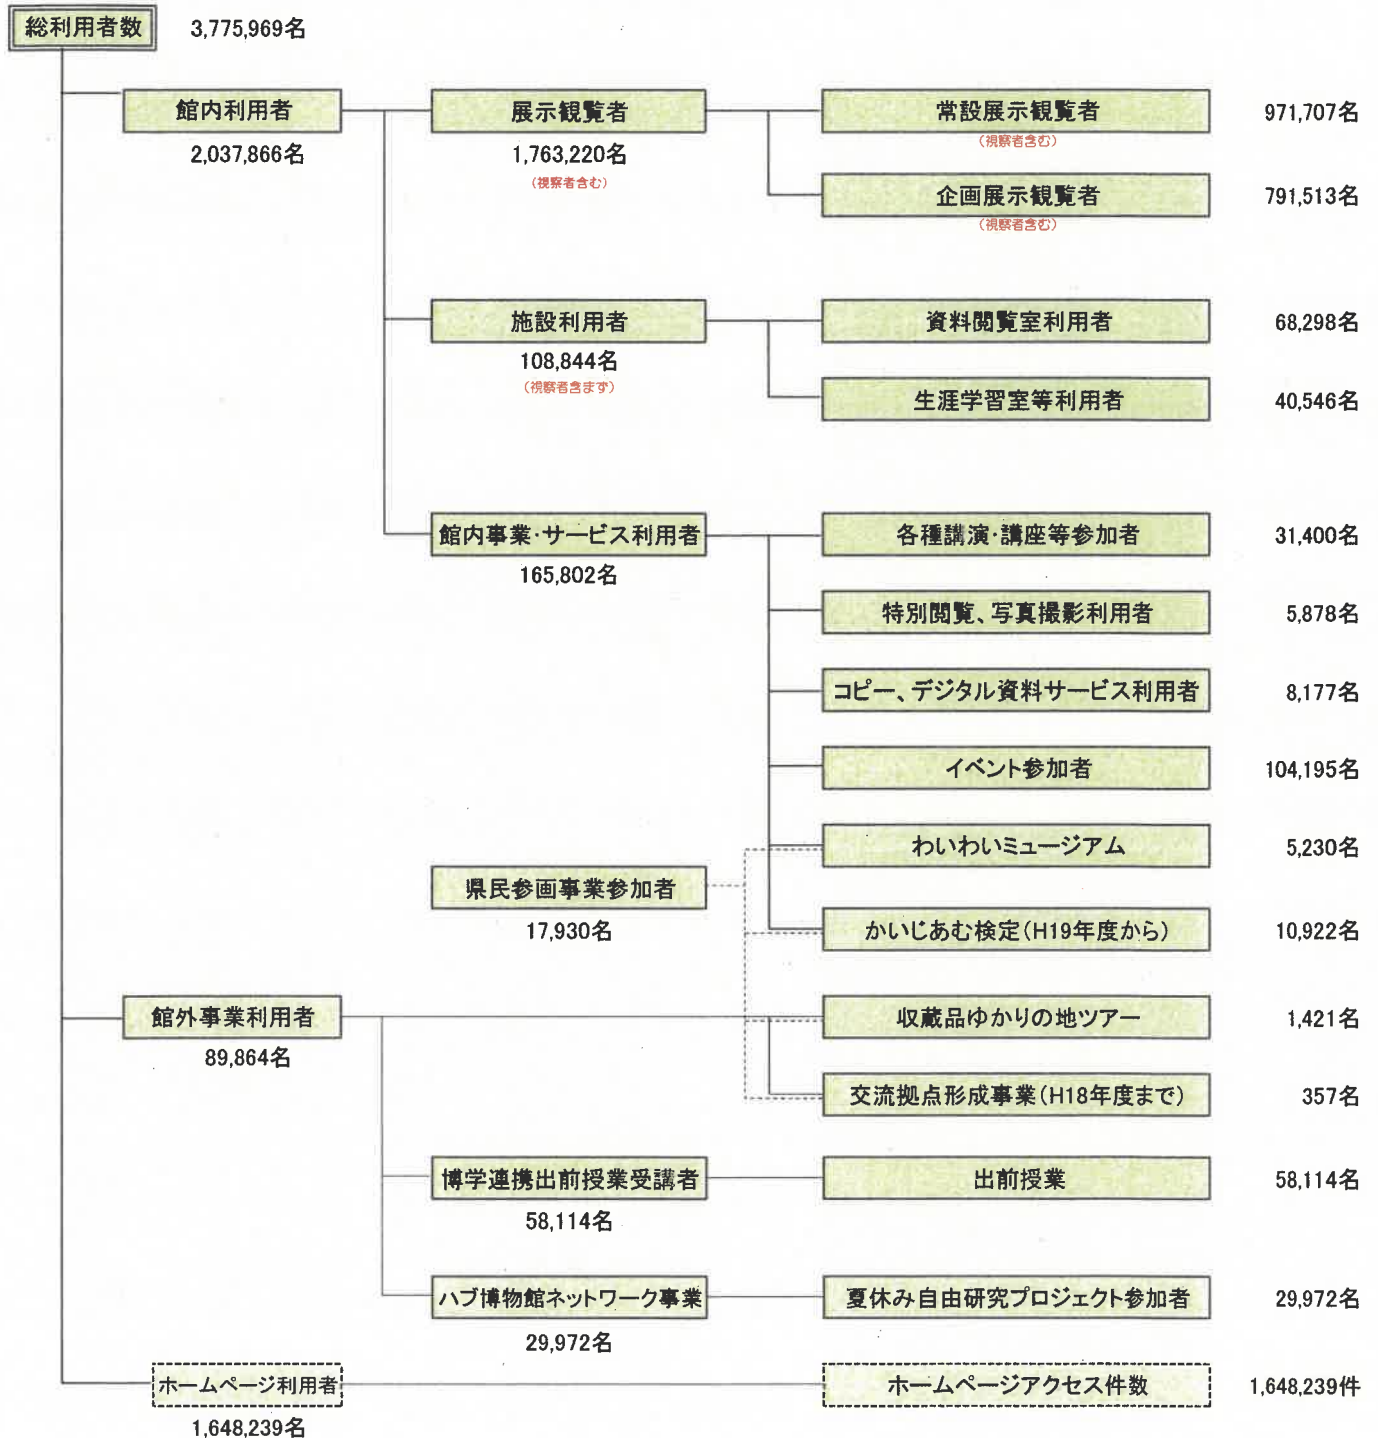 総利用者数 3,775,969名
館内利用者 展示観覧者 常設展示観覧者 971,707名
2,037,866名 1,763,220名 (視察者含む)
(視察者含む)
企画展示観覧者 791,513名
(視察者含む)
施設利用者 資料閲覧室利用者 68,298名
108,844名
(視察者含まず)
生涯学習室等利用者 40,546名
館内事業・サービス利用者 各種講演・講座等参加者 31,400名
165,802名
特別閲覧、写真撮影利用者 5,878名
コピー、デジタル資料サービス利用者 8,177名
イベント参加者 104,195名
わいわいミュージアム 5,230名
県民参画事業参加者
17,930名
かいじあむ検定(H19年度から) 10,922名
館外事業利用者 収蔵品ゆかりの地ツアー 1,421名
89,864名
交流拠点形成事業(H18年度まで) 357名
博学連携出前授業受講者 出前授業 58,114名
58,114名
ハブ博物館ネットワーク事業 夏休み自由研究プロジェクト参加者 29,972名
29,972名
ホームページ利用者 ホームページアクセス件数 1,648,239件
1,648,239名